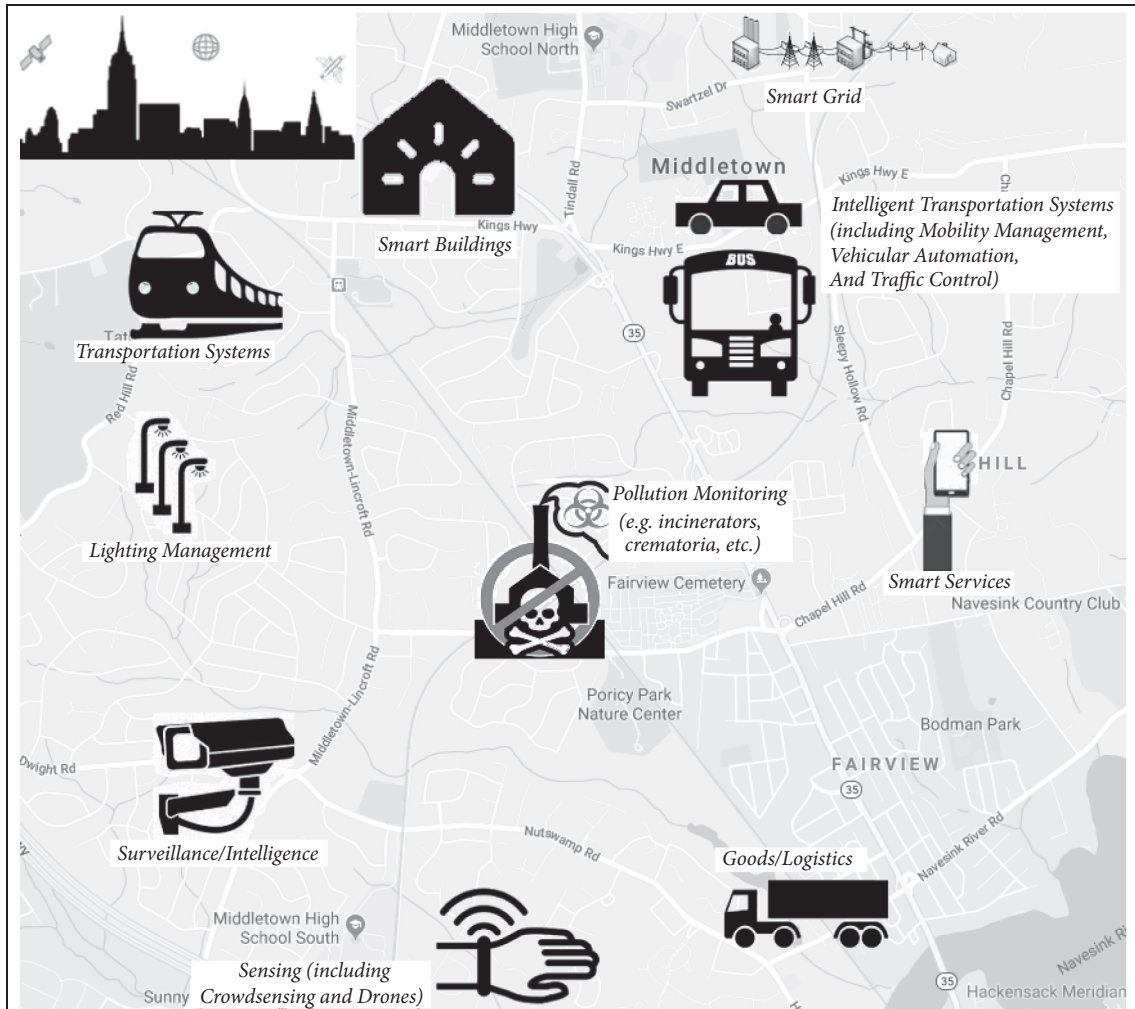 Middletown High
School North
Smart Grid
Swartzel Dr
Tindall Rd
Middletown
Kings Hwy E
Kings Hwy
Smart Buildings
Kings Hwy E
Intelligent Transportation Systems
(including Mobility Management,
Vehicular Automation,
And Traffic Control)
BUS
35
Transportation Systems
Red Hill Rd
Middletown-Lincroft Rd
Sleepy Hollow Rd
Chapel Hill Rd
HILL
Lighting Management
Pollution Monitoring
(e.g. incinerators,
crematoria, etc.)
Fairview Cemetery
Smart Services
Chapel Hill Rd
Navesink Country Club
Poricy Park
Nature Center
Bodman Park
Middletown-Lincroft Rd
Dwight Rd
FAIRVIEW
35
Surveillance/Intelligence
Nutswamp Rd
Goods/Logistics
Navesink River Rd
Middletown High
School South
Sensing (including
Crowdsensing and Drones)
Sunny
35
Navesink
Hackensack Meridian